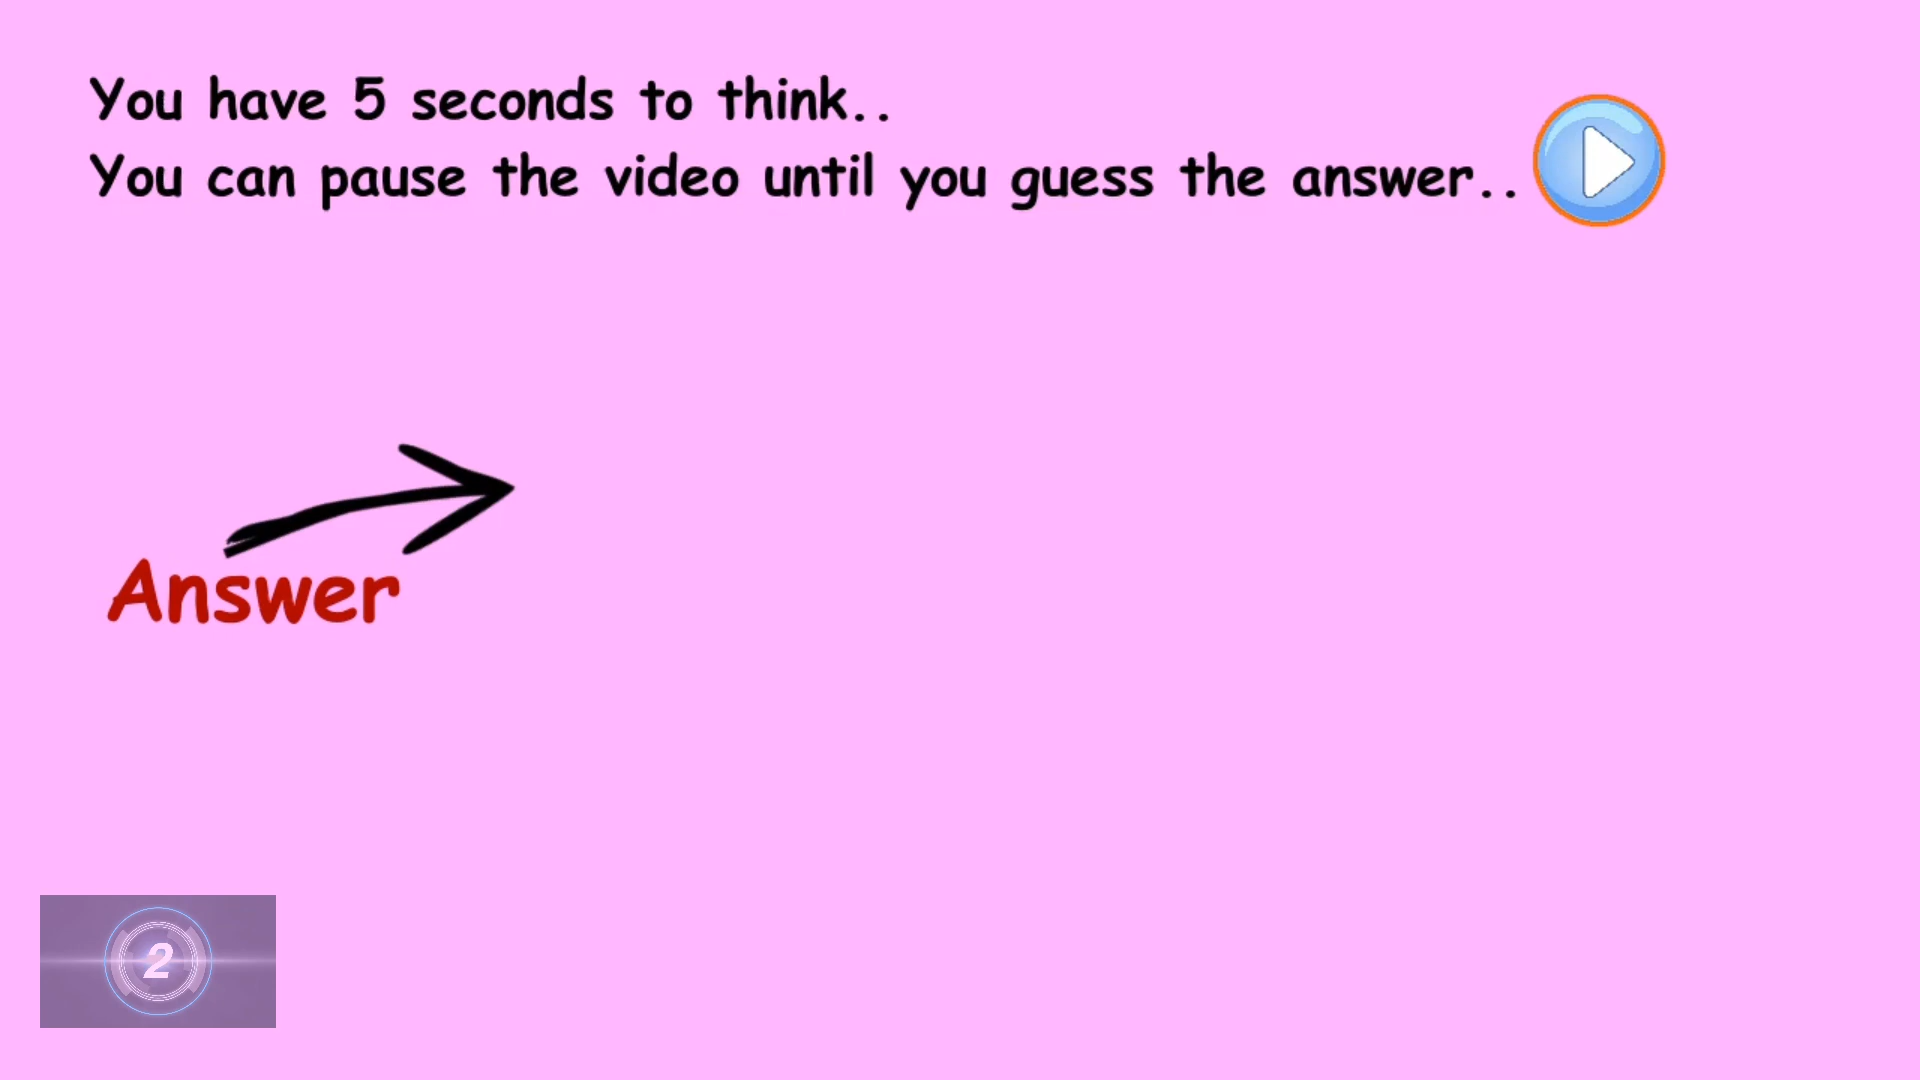 You have 5 seconds to think..
You can pause the video until you guess the answer..
Answer
2